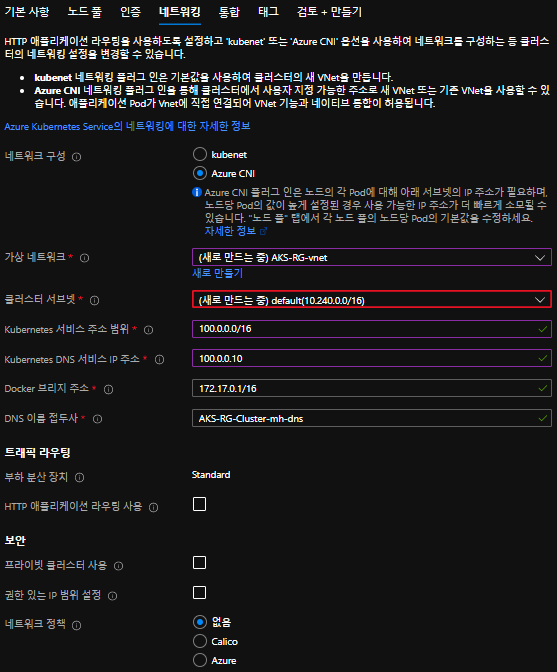 기본 사항 노드 풀 인증 네트워킹 통합 태그 검토 + 만들기
HTTP 애플리케이션 라우팅을 사용하도록 설정하고 'kubenet' 또는 'Azure CNI' 옵션을 사용하여 네트워크를 구성하는 등 클러스
터의 네트워킹 설정을 변경할 수 있습니다.
• kubenet 네트워킹 플러그 인은 기본값을 사용하여 클러스터의 새 VNet을 만듭니다.
• Azure CNI 네트워킹 플러그 인을 통해 클러스터에서 사용자 지정 가능한 주소로 새 VNet 또는 기존 VNet을 사용할 수 있
습니다. 애플리케이션 Pod가 Vnet에 직접 연결되어 VNet 기능과 네이티브 통합이 허용됩니다.
Azure Kubernetes Service의 네트워킹에 대한 자세한 정보
네트워크 구성
kubenet
Azure CNI
Azure CNI 플러그 인은 노드의 각 Pod에 대해 아래 서브넷의 IP 주소가 필요하며,
노드당 Pod의 값이 높게 설정된 경우 사용 가능한 IP 주소가 더 빠르게 소모될 수
있습니다. "노드 풀" 탭에서 각 노드 풀의 노드당 Pod의 기본값을 수정하세요.
자세한 정보
가상 네트워크 *
(새로 만드는 중) AKS-RG-vnet
새로 만들기
클러스터 서브넷 *
(새로 만드는 중) default(10.240.0.0/16)
Kubernetes 서비스 주소 범위 *
100.0.0.0/16
Kubernetes DNS 서비스 IP 주소 *
100.0.0.10
Docker 브리지 주소 *
172.17.0.1/16
DNS 이름 접두사 *
AKS-RG-Cluster-mh-dns
트래픽 라우팅
부하 분산 장치
Standard
HTTP 애플리케이션 라우팅 사용
보안
프라이빗 클러스터 사용
권한 있는 IP 범위 설정
네트워크 정책
없음
Calico
Azure